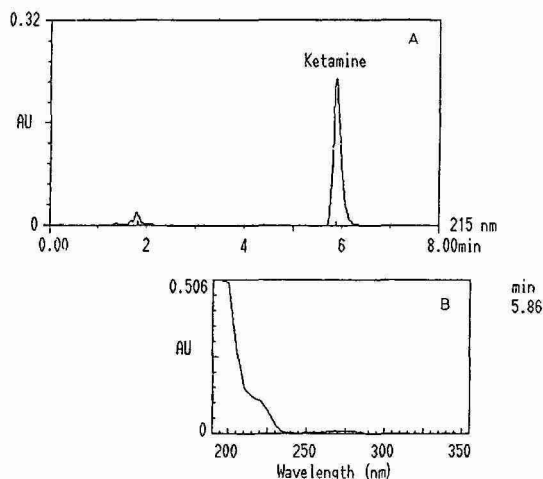 0.32
A
Ketamine
AU
0
215 nm
0.00 2 4 6 8.00min
0.506
B
min
5.86
AU
0
200 250 300 350
Wavelength (nm)